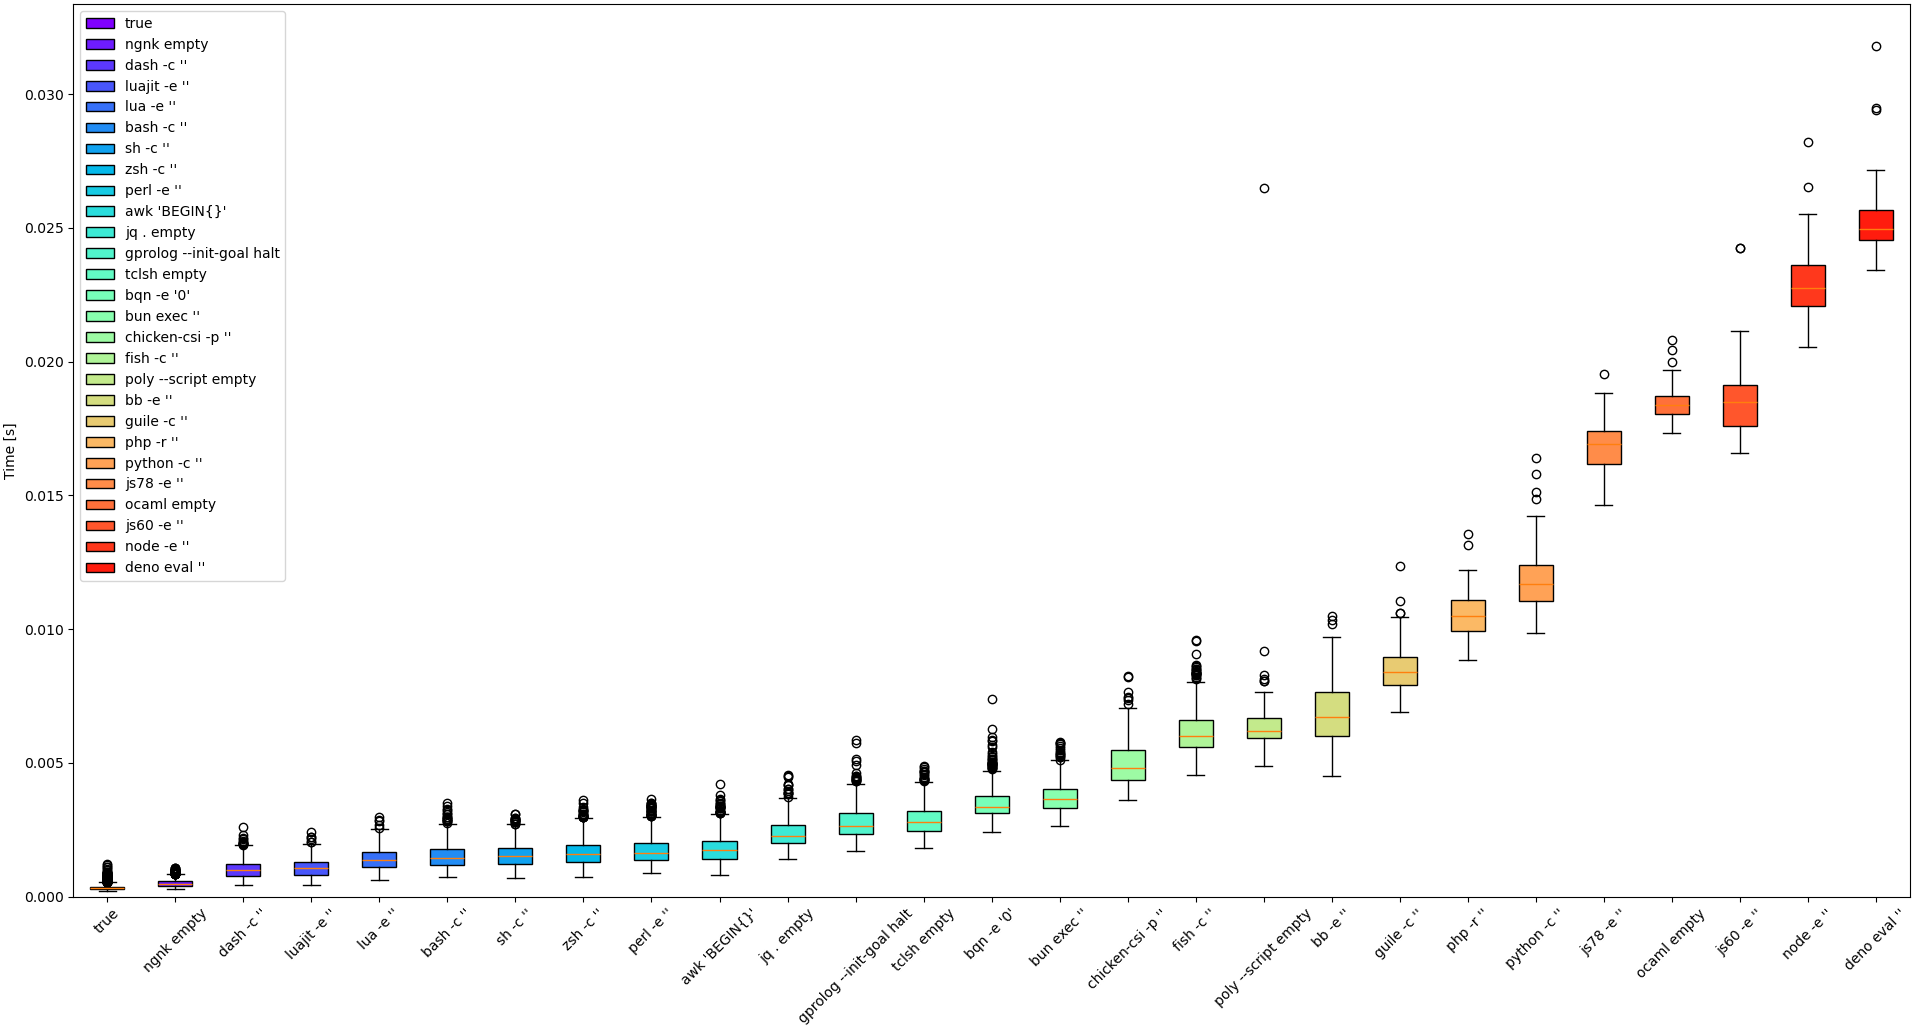 true
ngnk empty
dash -c ''
luajit -e ''
lua -e ''
bash -c ''
sh -c ''
zsh -c ''
perl -e ''
awk 'BEGIN{}'
jq . empty
gprolog --init-goal halt
tclsh empty
bqn -e '0'
bun exec ''
chicken-csi -p ''
fish -c ''
poly --script empty
bb -e ''
guile -c ''
php -r ''
python -c ''
js78 -e ''
ocaml empty
js60 -e ''
node -e ''
deno eval ''
Time [s]
0.030
0.025
0.020
0.015
0.010
0.005
0.000
true
ngnk empty
dash -c ''
luajit -e ''
lua -e ''
bash -c ''
sh -c ''
zsh -c ''
perl -e ''
awk 'BEGIN{}'
jq . empty
gprolog --init-goal halt
tclsh empty
bqn -e '0'
bun exec ''
chicken-csi -p ''
fish -c ''
poly --script empty
bb -e ''
guile -c ''
php -r ''
python -c ''
js78 -e ''
ocaml empty
js60 -e ''
node -e ''
deno eval ''